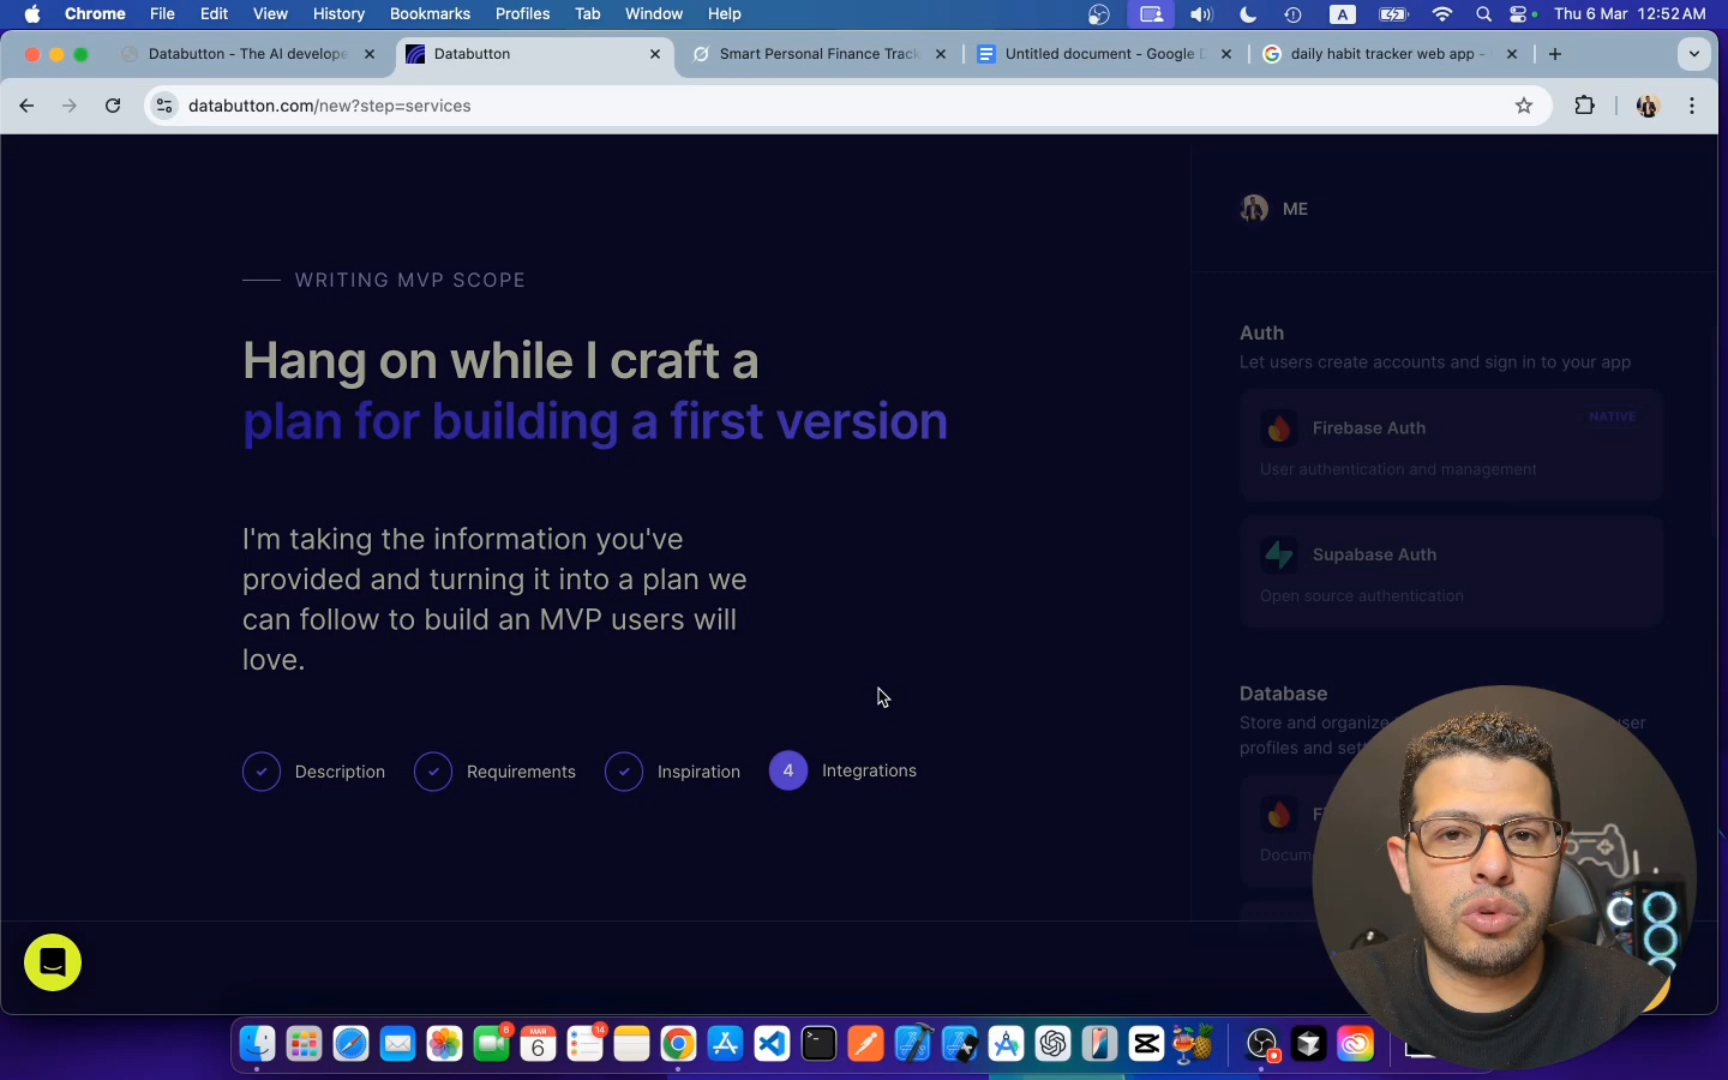 Chrome File Edit View History Bookmarks Profiles Tab Window Help A Thu 6 Mar 12:52 AM
Databutton - The AI develope
Databutton
Smart Personal Finance Track
Untitled document - Google D
daily habit tracker web app -
databutton.com/new?step=services
ME
WRITING MVP SCOPE
Hang on while I craft a
plan for building a first version
I'm taking the information you've
provided and turning it into a plan we
can follow to build an MVP users will
love.
Description
Requirements
Inspiration
4 Integrations
Auth
Let users create accounts and sign in to your app
Firebase Auth
NATIVE
User authentication and management
Supabase Auth
Open source authentication
Database
Store and organize
user
profiles and
6
MAR
6
14